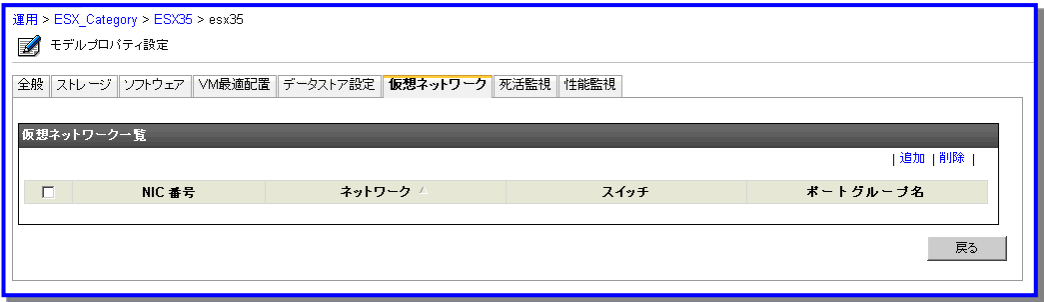 運用 > ESX_Category > ESX35 > esx35
モデルプロパティ設定
全般 ストレージ ソフトウェア VM最適配置 データストア設定 仮想ネットワーク 死活監視 性能監視
仮想ネットワーク一覧
| 追加 | 削除 |
NIC 番号 ネットワーク スイッチ ポートグループ名
戻る